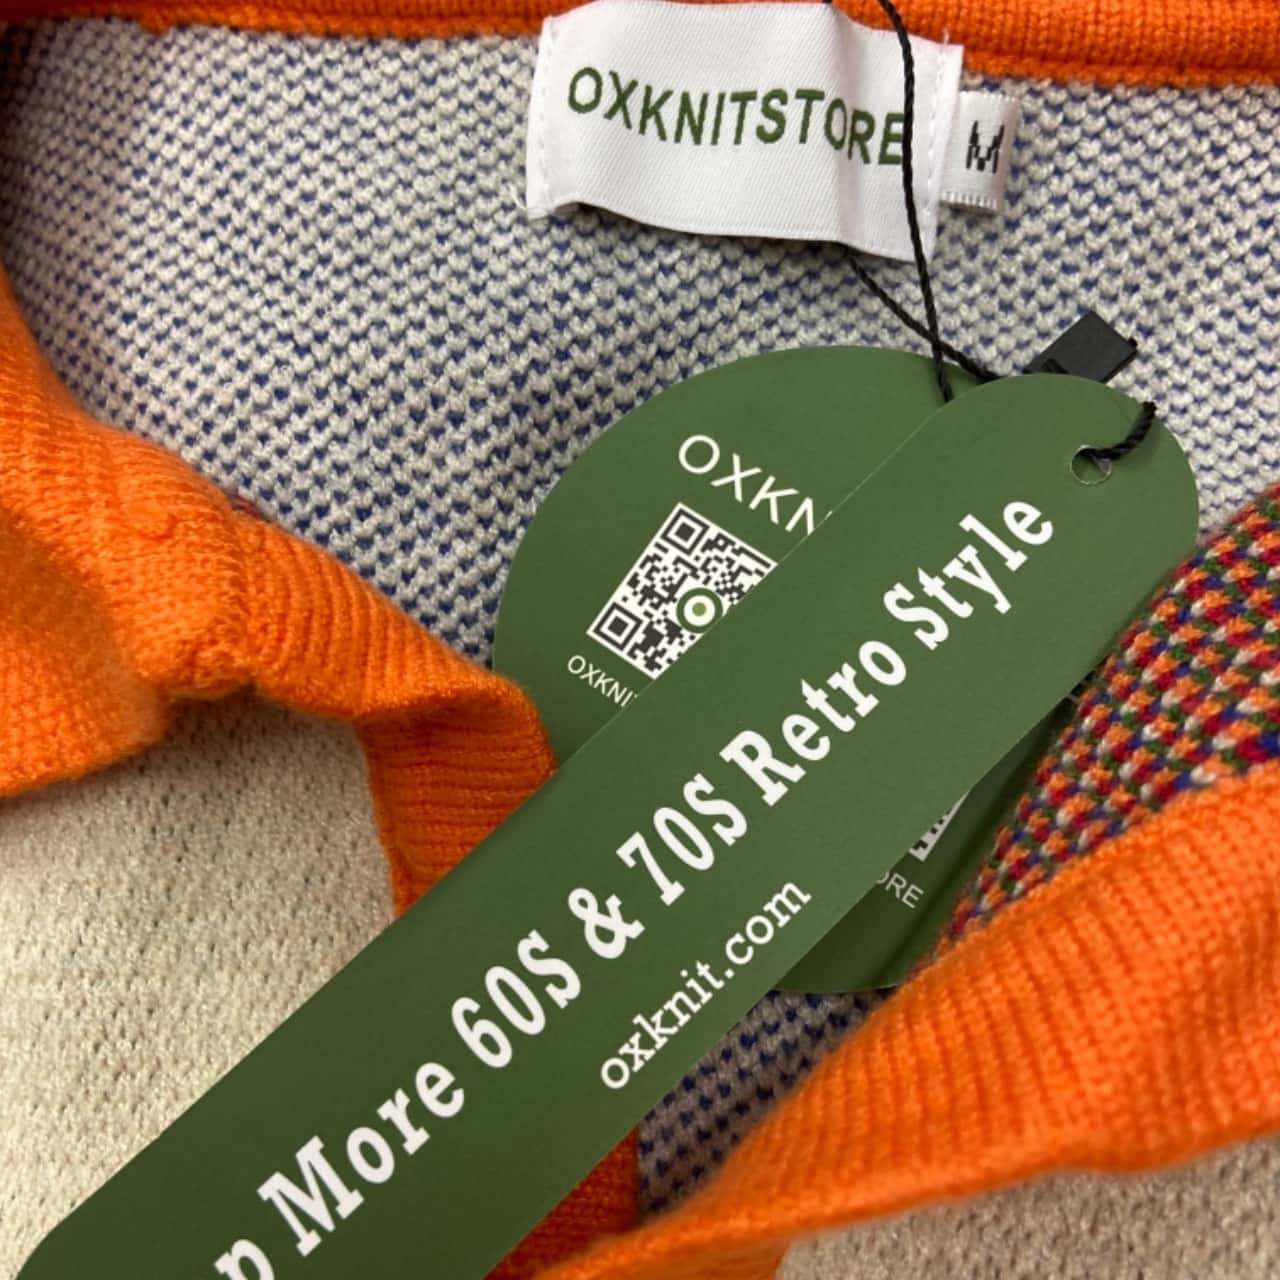 OXKNITSTORE
M
OXKN
OXKNI
60S & 70S Retro Style
More
oxknit.com
ORE